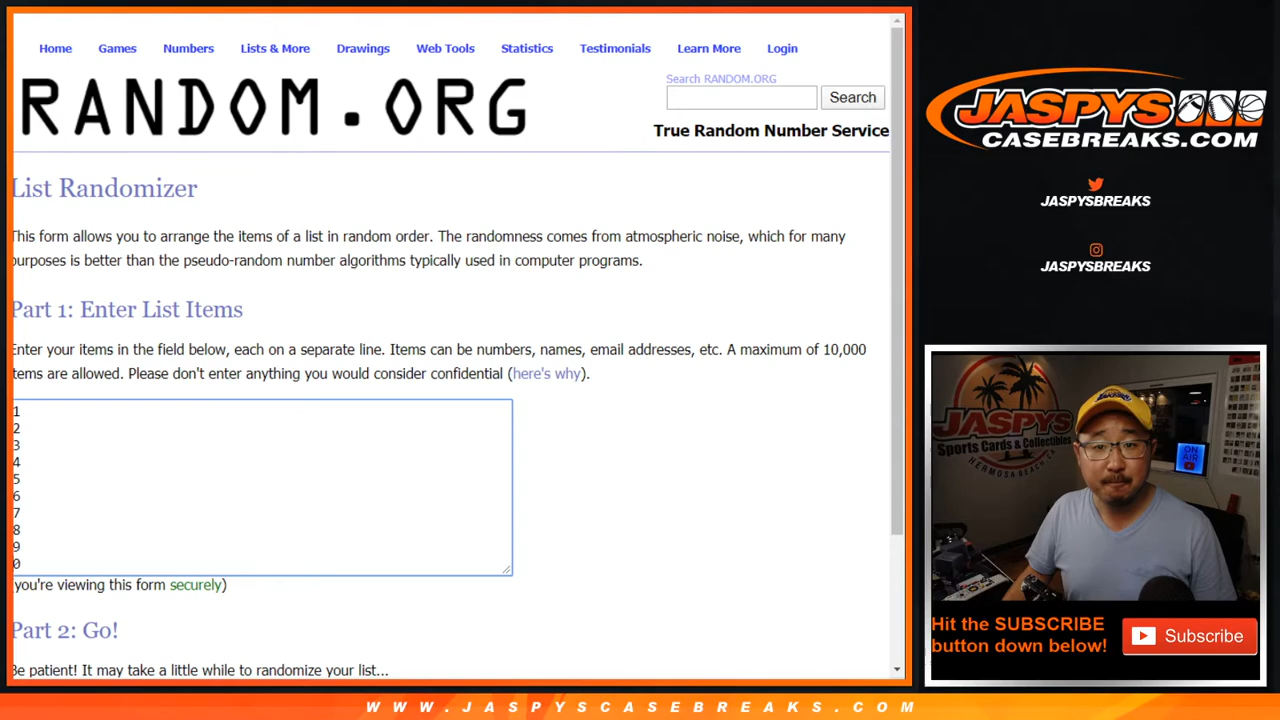 Home Games Numbers Lists & More Drawings Web Tools Statistics Testimonials Learn More Login
RANDOM.ORG
Search RANDOM.ORG
Search
True Random Number Service
List Randomizer
This form allows you to arrange the items of a list in random order. The randomness comes from atmospheric noise, which for many
purposes is better than the pseudo-random number algorithms typically used in computer programs.
Part 1: Enter List Items
Enter your items in the field below, each on a separate line. Items can be numbers, names, email addresses, etc. A maximum of 10,000
items are allowed. Please don't enter anything you would consider confidential (here's why).
1
2
3
4
5
6
7
8
9
0
(you're viewing this form securely)
Part 2: Go!
Be patient! It may take a little while to randomize your list...
JASPYS
CASEBREAKS.COM
JASPYSBREAKS
JASPYSBREAKS
JASPYS
Sports Cards & Collectibles
HERMOSA BEACH, CA
ON
AIR
Hit the SUBSCRIBE
button down below!
Subscribe
WWW.JASPYSCASEBREAKS.COM